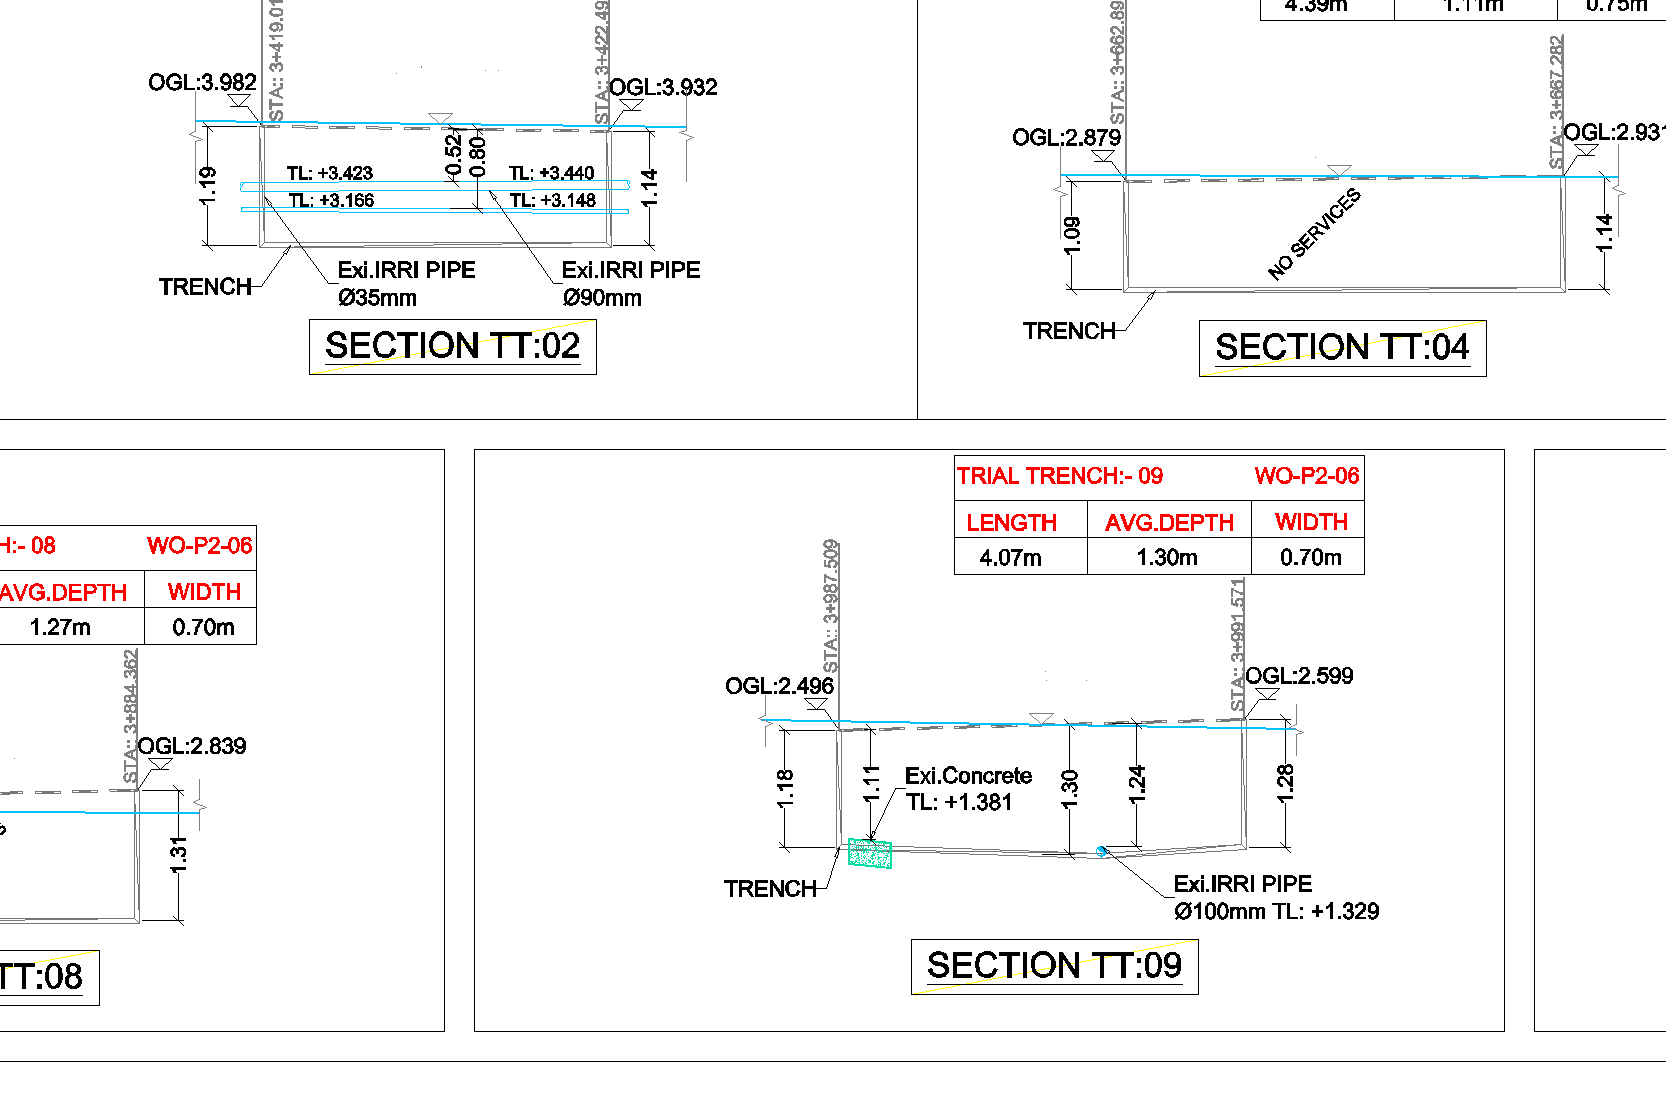 4.39m 1.11m 0.75m
STA:: 3+419.01
STA:: 3+422.49
OGL:3.982
OGL:3.932
1.19
0.52
0.80
1.14
TL: +3.423
TL: +3.440
TL: +3.166
TL: +3.148
Exi.IRRI PIPE
Ø35mm
Exi.IRRI PIPE
Ø90mm
TRENCH
SECTION TT:02
STA:: 3+662.89
STA:: 3+667.282
OGL:2.879
OGL:2.931
1.09
NO SERVICES
1.14
TRENCH
SECTION TT:04
H:- 08 WO-P2-06
AVG.DEPTH WIDTH
1.27m 0.70m
STA:: 3+884.362
OGL:2.839
1.31
TT:08
TRIAL TRENCH:- 09 WO-P2-06
LENGTH AVG.DEPTH WIDTH
4.07m 1.30m 0.70m
STA:: 3+987.509
STA:: 3+991.571
OGL:2.496
OGL:2.599
1.18
1.11
Exi.Concrete
TL: +1.381
1.30
1.24
1.28
TRENCH
Exi.IRRI PIPE
Ø100mm TL: +1.329
SECTION TT:09